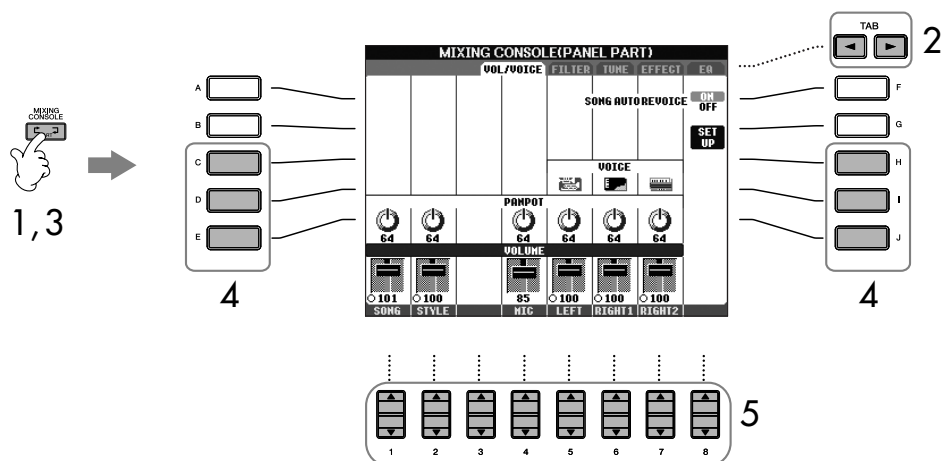 TAB
2
MIXING CONSOLE(PANEL PART)
VOL/VOICE FILTER TUNE EFFECT EQ
A
F
SONG AUTO REVOICE ON
OFF
MIXING
CONSOLE
PART
B
G
SET
UP
C
H
VOICE
D
I
PANPOT
1,3
E
J
64 64 64 64 64 64
VOLUME
4
4
101 100 85 100 100 100
SONG STYLE MIC LEFT RIGHT1 RIGHT2
5
1 2 3 4 5 6 7 8